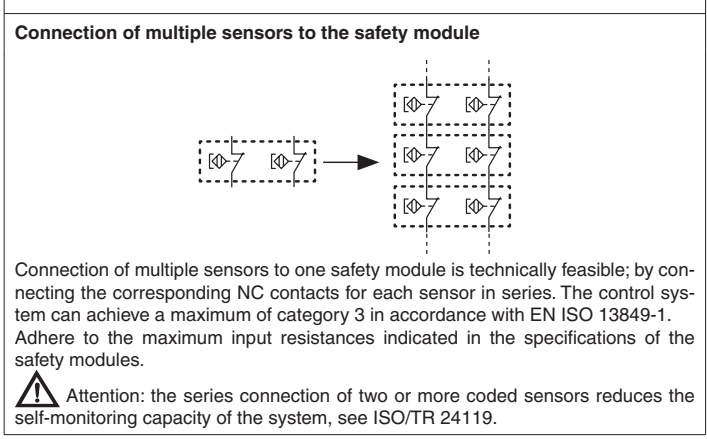 Connection of multiple sensors to the safety module
Connection of multiple sensors to one safety module is technically feasible; by con-
necting the corresponding NC contacts for each sensor in series. The control sys-
tem can achieve a maximum of category 3 in accordance with EN ISO 13849-1.
Adhere to the maximum input resistances indicated in the specifications of the
safety modules.
Attention: the series connection of two or more coded sensors reduces the
self-monitoring capacity of the system, see ISO/TR 24119.